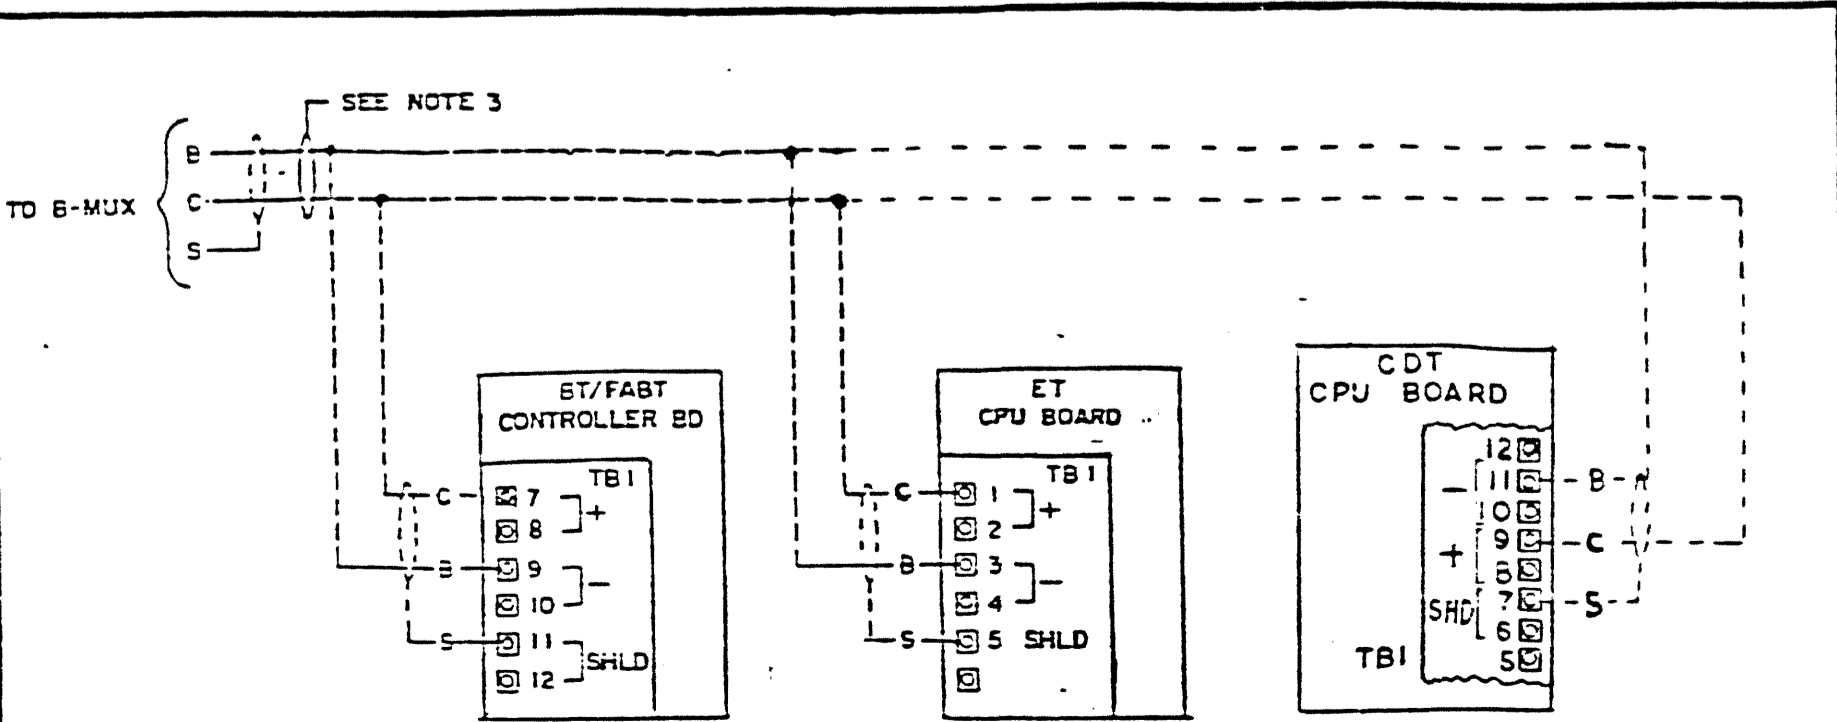 SEE NOTE 3
B
TO B-MUX
C
S
BT/FABT
CONTROLLER BD
TB1
C
7
+
8
B
9
−
10
S
11
SHLD
12
ET
CPU BOARD
TB1
C
1
+
2
B
3
−
4
S
5 SHLD
CDT
CPU BOARD
12
−
11
B
10
+
9
C
8
SHD
7
S
6
TB1
5